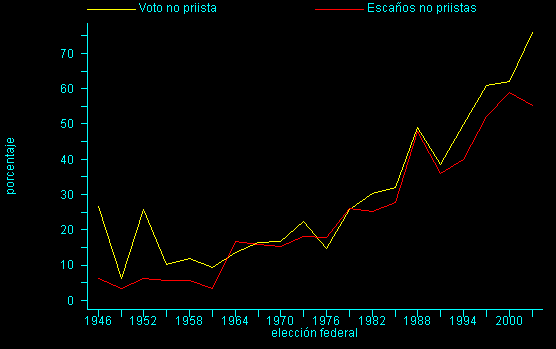 Voto no priista
Escaños no priistas
porcentaje
70
60
50
40
30
20
10
0
1946 1952 1958 1964 1970 1976 1982 1988 1994 2000
elección federal